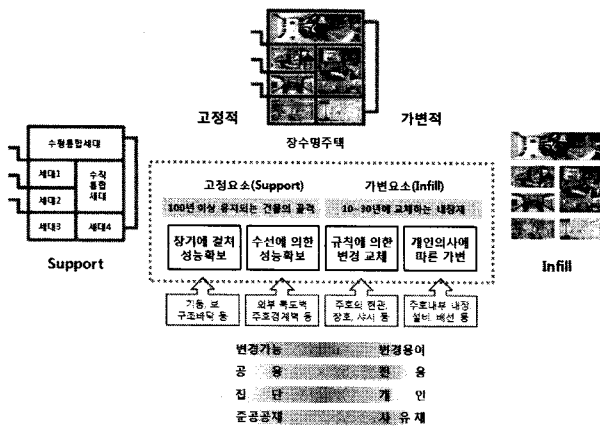 고정적
가변적
장수명주택
수평통합세대
세대1
수직
통합
세대
세대2
세대3
세대4
Support
고정요소(Support)
가변요소(Infill)
100년 이상 유지되는 건물의 골격
10~30년에 교체하는 내장재
장기에 걸쳐
성능확보
수선에 의한
성능확보
규칙에 의한
변경 교체
개인의사에
따른 가변
Infill
기둥, 보
구조바닥 등
외부 복도벽
주호경계벽 등
주호의 현관,
창호, 샤시 등
주호내부 내장
설비 배선 등
변경가능
변경용이
공 용
전 용
집 단
개 인
준공공재
사 유 재